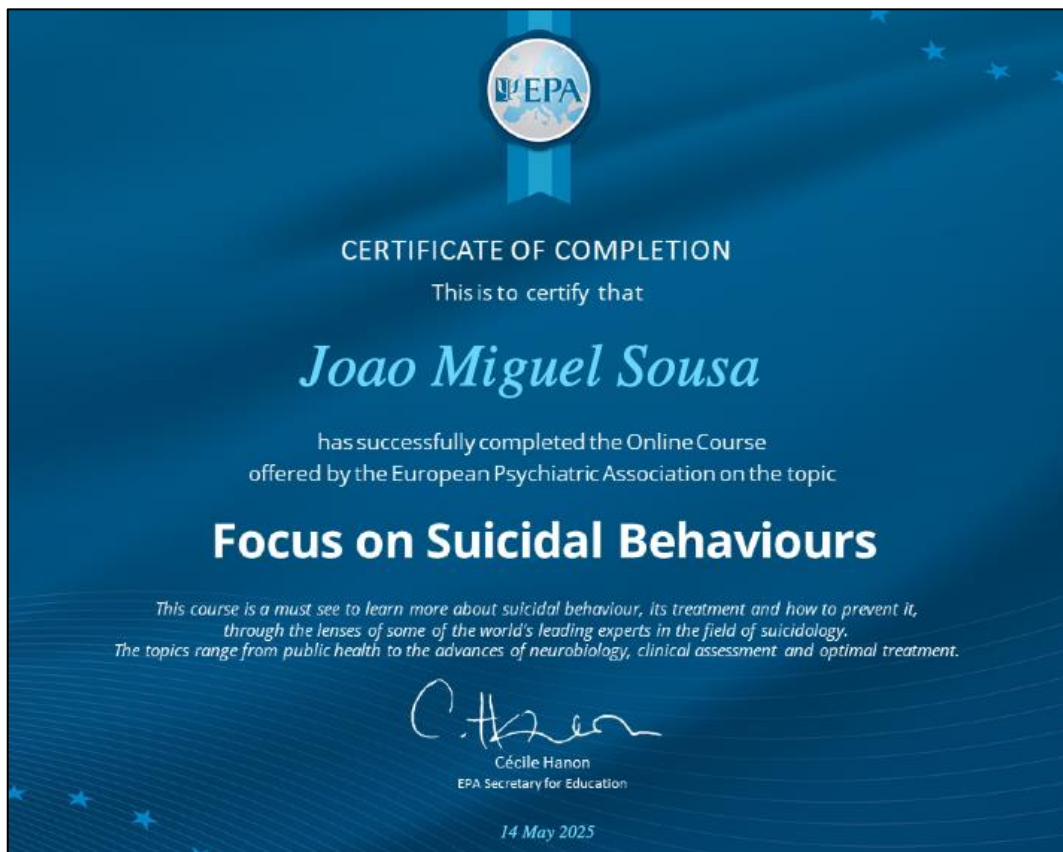 EPA
CERTIFICATE OF COMPLETION
This is to certify that
Joao Miguel Sousa
has successfully completed the Online Course
offered by the European Psychiatric Association on the topic
Focus on Suicidal Behaviours
This course is a must see to learn more about suicidal behaviour, its treatment and how to prevent it,
through the lenses of some of the world's leading experts in the field of suicidology.
The topics range from public health to the advances of neurobiology, clinical assessment and optimal treatment.
C. Hanon
Cécile Hanon
EPA Secretary for Education
14 May 2025